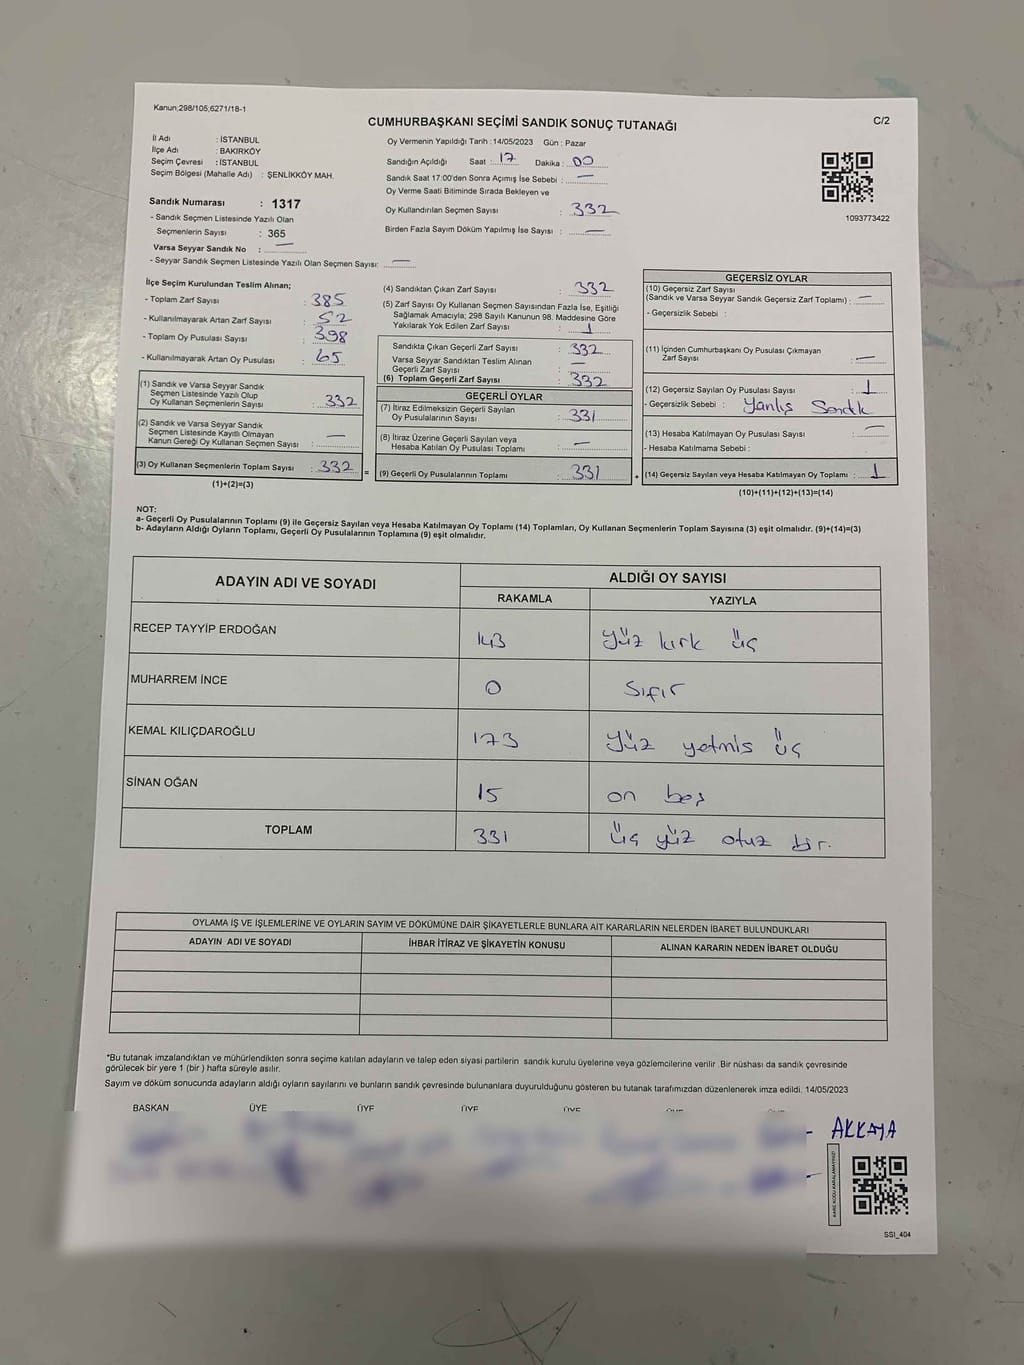 Kanun;298/105,6271/18-1
CUMHURBAŞKANI SEÇİMİ SANDIK SONUÇ TUTANAĞI
C/2
İl Adı : İSTANBUL
İlçe Adı : BAKIRKÖY
Seçim Çevresi : İSTANBUL
Seçim Bölgesi (Mahalle Adı) : ŞENLİKKÖY MAH.
Sandık Numarası : 1317
- Sandık Seçmen Listesinde Yazılı Olan
Seçmenlerin Sayısı : 365
Varsa Seyyar Sandık No : —
- Seyyar Sandık Seçmen Listesinde Yazılı Olan Seçmen Sayısı: —
Oy Vermenin Yapıldığı Tarih :14/05/2023 Gün : Pazar
Sandığın Açıldığı Saat : 17 Dakika : 00
Sandık Saat 17:00'den Sonra Açımış İse Sebebi : —
Oy Verme Saati Bitiminde Sırada Bekleyen ve
Oy Kullandırılan Seçmen Sayısı : 332
Birden Fazla Sayım Döküm Yapılmış İse Sayısı : —
1093773422
İlçe Seçim Kurulundan Teslim Alınan;
- Toplam Zarf Sayısı : 385
- Kullanılmayarak Artan Zarf Sayısı : 52
- Toplam Oy Pusulası Sayısı : 398
- Kullanılmayarak Artan Oy Pusulası : 65
(1) Sandık ve Varsa Seyyar Sandık
Seçmen Listesinde Yazılı Olup
Oy Kullanan Seçmenlerin Sayısı : 332
(2) Sandık ve Varsa Seyyar Sandık
Seçmen Listesinde Kayıtlı Olmayan
Kanun Gereği Oy Kullanan Seçmen Sayısı : —
(3) Oy Kullanan Seçmenlerin Toplam Sayısı : 332 =
(1)+(2)=(3)
(4) Sandıktan Çıkan Zarf Sayısı : 332
(5) Zarf Sayısı Oy Kullanan Seçmen Sayısından Fazla İse, Eşitliği
Sağlamak Amacıyla; 298 Sayılı Kanunun 98. Maddesine Göre
Yakılarak Yok Edilen Zarf Sayısı : 1
Sandıkta Çıkan Geçerli Zarf Sayısı : 332
Varsa Seyyar Sandıktan Teslim Alınan
Geçerli Zarf Sayısı : —
(6) Toplam Geçerli Zarf Sayısı : 332
GEÇERLİ OYLAR
(7) İtiraz Edilmeksizin Geçerli Sayılan
Oy Pusulalarının Sayısı : 331
(8) İtiraz Üzerine Geçerli Sayılan veya
Hesaba Katılan Oy Pusulası Toplamı : —
(9) Geçerli Oy Pusulalarının Toplamı : 331 +
GEÇERSİZ OYLAR
(10) Geçersiz Zarf Sayısı
(Sandık ve Varsa Seyyar Sandık Geçersiz Zarf Toplamı) : —
- Geçersizlik Sebebi :
(11) İçinden Cumhurbaşkanı Oy Pusulası Çıkmayan
Zarf Sayısı : —
(12) Geçersiz Sayılan Oy Pusulası Sayısı : 1
- Geçersizlik Sebebi : Yanlış Sandık
(13) Hesaba Katılmayan Oy Pusulası Sayısı : —
- Hesaba Katılmama Sebebi :
(14) Geçersiz Sayılan veya Hesaba Katılmayan Oy Toplamı : 1
(10)+(11)+(12)+(13)=(14)
NOT:
a- Geçerli Oy Pusulalarının Toplamı (9) ile Geçersiz Sayılan veya Hesaba Katılmayan Oy Toplamı (14) Toplamları, Oy Kullanan Seçmenlerin Toplam Sayısına (3) eşit olmalıdır. (9)+(14)=(3)
b- Adayların Aldığı Oyların Toplamı, Geçerli Oy Pusulalarının Toplamına (9) eşit olmalıdır.
ADAYIN ADI VE SOYADI
ALDIĞI OY SAYISI
RAKAMLA YAZIYLA
RECEP TAYYİP ERDOĞAN 143 yüz kırk üç
MUHARREM İNCE 0 Sıfır
KEMAL KILIÇDAROĞLU 173 yüz yetmis üç
SİNAN OĞAN 15 on beş
TOPLAM 331 üç yüz otuz bir.
OYLAMA İŞ VE İŞLEMLERİNE VE OYLARIN SAYIM VE DÖKÜMÜNE DAİR ŞİKAYETLERLE BUNLARA AİT KARARLARIN NELERDEN İBARET BULUNDUKLARI
ADAYIN ADI VE SOYADI İHBAR İTİRAZ VE ŞİKAYETİN KONUSU ALINAN KARARIN NEDEN İBARET OLDUĞU
*Bu tutanak imzalandıktan ve mühürlendikten sonra seçime katılan adayların ve talep eden siyasi partilerin sandık kurulu üyelerine veya gözlemcilerine verilir .Bir nüshası da sandık çevresinde
görülecek bir yere 1 (bir ) hafta süreyle asılır.
Sayım ve döküm sonucunda adayların aldığı oyların sayılarını ve bunların sandık çevresinde bulunanlara duyurulduğunu gösteren bu tutanak tarafımızdan düzenlenerek imza edildi. 14/05/2023
BAŞKAN ÜYE ÜYE ÜYE ÜYE
AKKAYA
KARE KODU KARALAMAYINIZ!
SSI_404